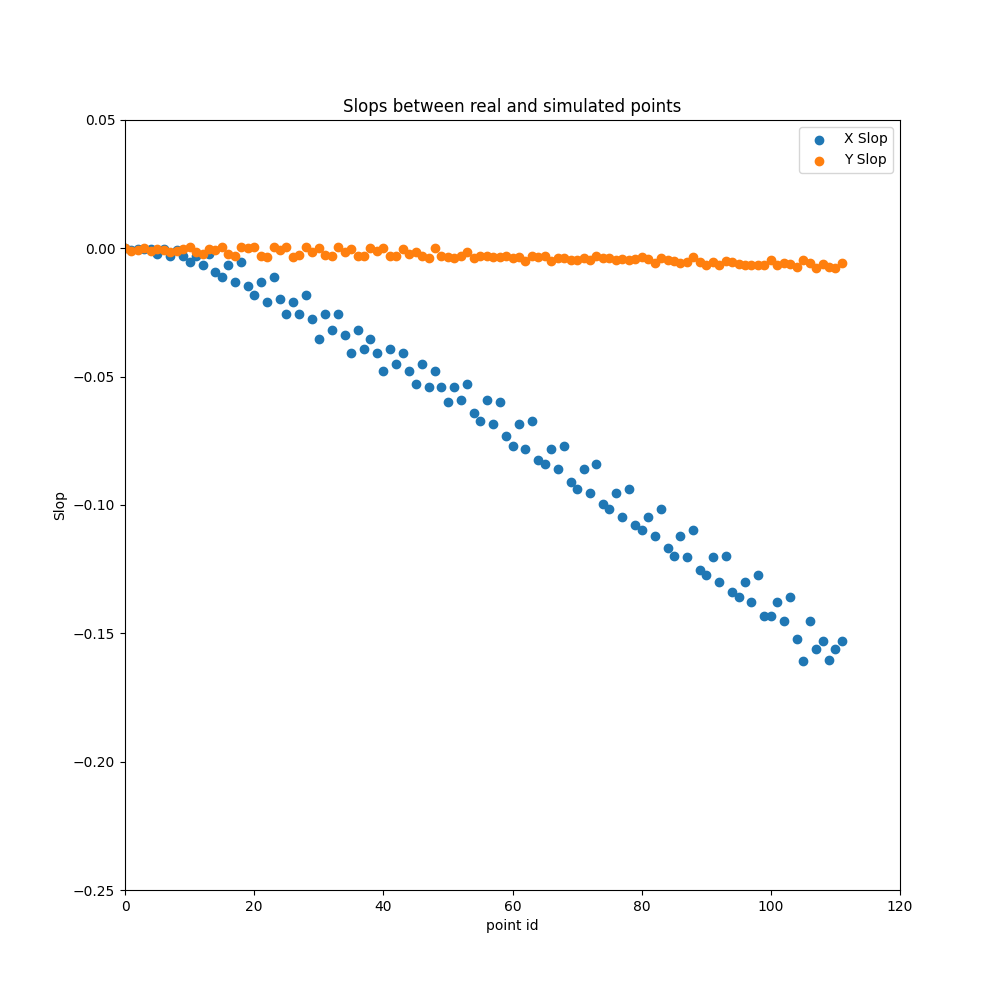 Slops between real and simulated points
X Slop
Y Slop
0.05
0.00
−0.05
−0.10
−0.15
−0.20
−0.25
Slop
0 20 40 60 80 100 120
point id